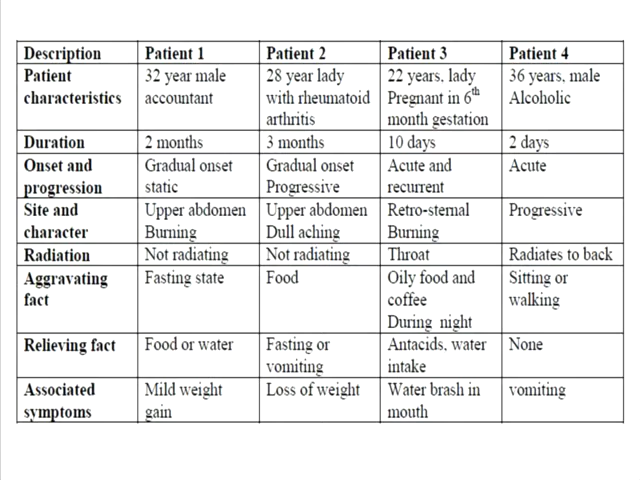 Description Patient 1 Patient 2 Patient 3 Patient 4
Patient characteristics 32 year male accountant 28 year lady with rheumatoid arthritis 22 years, lady Pregnant in 6th month gestation 36 years, male Alcoholic
Duration 2 months 3 months 10 days 2 days
Onset and progression Gradual onset static Gradual onset Progressive Acute and recurrent Acute
Site and character Upper abdomen Burning Upper abdomen Dull aching Retro-sternal Burning Progressive
Radiation Not radiating Not radiating Throat Radiates to back
Aggravating fact Fasting state Food Oily food and coffee During night Sitting or walking
Relieving fact Food or water Fasting or vomiting Antacids, water intake None
Associated symptoms Mild weight gain Loss of weight Water brash in mouth vomiting